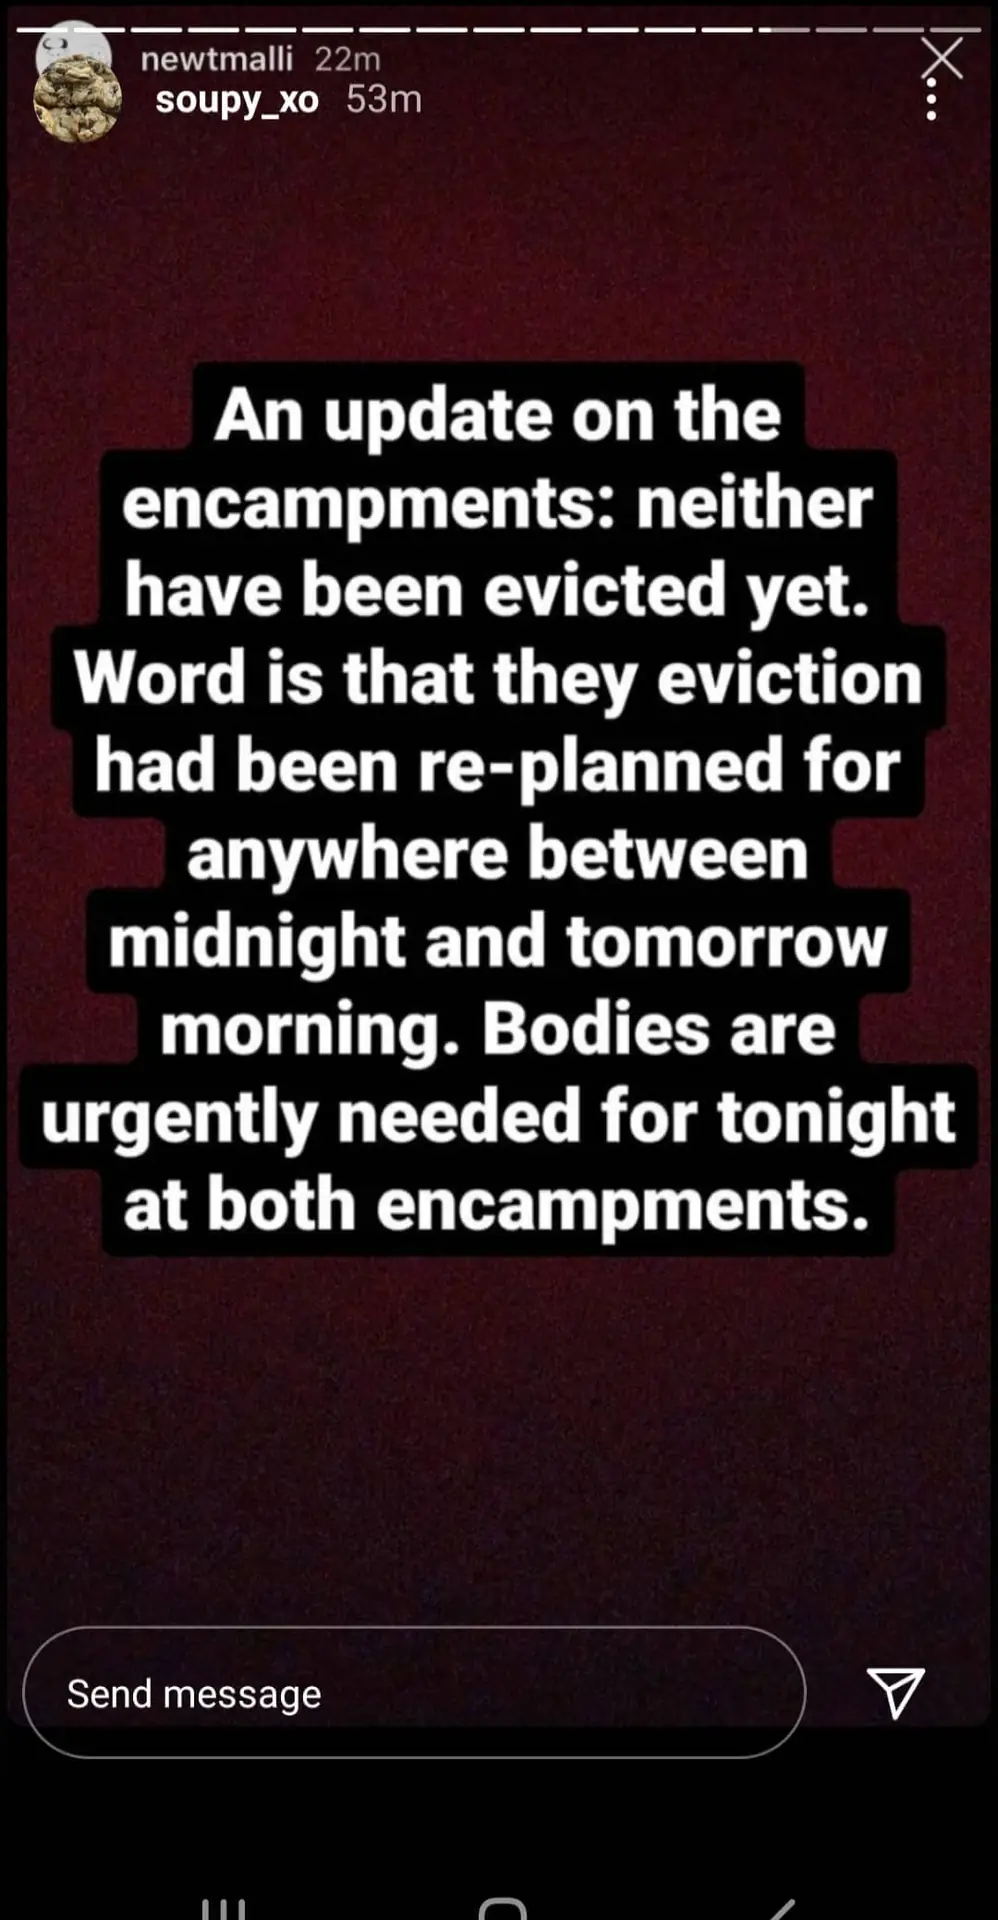 newtmalli 22m
soupy_xo 53m
An update on the
encampments: neither
have been evicted yet.
Word is that they eviction
had been re-planned for
anywhere between
midnight and tomorrow
morning. Bodies are
urgently needed for tonight
at both encampments.
Send message